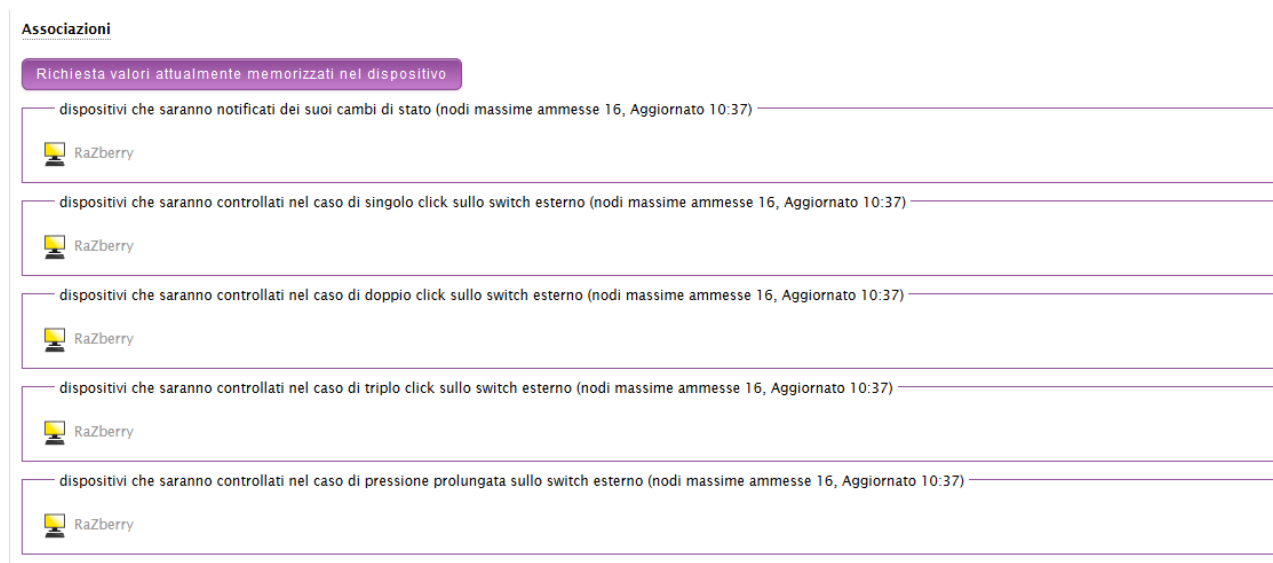 Associazioni
Richiesta valori attualmente memorizzati nel dispositivo
dispositivi che saranno notificati dei suoi cambi di stato (nodi massime ammesse 16, Aggiornato 10:37)
RaZberry
dispositivi che saranno controllati nel caso di singolo click sullo switch esterno (nodi massime ammesse 16, Aggiornato 10:37)
RaZberry
dispositivi che saranno controllati nel caso di doppio click sullo switch esterno (nodi massime ammesse 16, Aggiornato 10:37)
RaZberry
dispositivi che saranno controllati nel caso di triplo click sullo switch esterno (nodi massime ammesse 16, Aggiornato 10:37)
RaZberry
dispositivi che saranno controllati nel caso di pressione prolungata sullo switch esterno (nodi massime ammesse 16, Aggiornato 10:37)
RaZberry